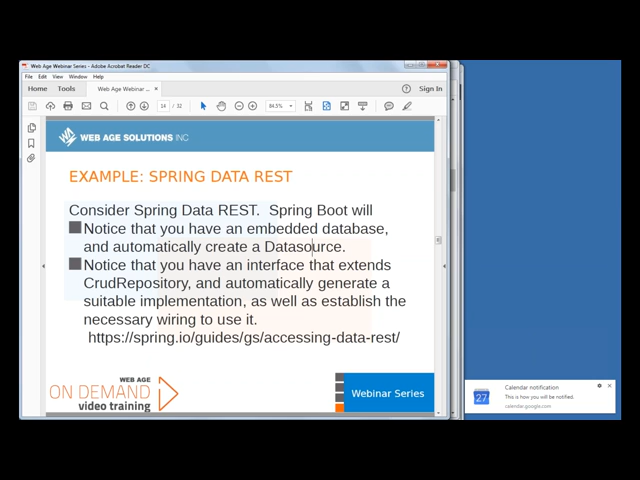 Web Age Webinar Series - Adobe Acrobat Reader DC
File Edit View Window Help
Home Tools Web Age Webinar ... × Sign In
14 / 32 84.5%
WEB AGE SOLUTIONS INC
EXAMPLE: SPRING DATA REST
Consider Spring Data REST. Spring Boot will
Notice that you have an embedded database,
and automatically create a Datasource.
Notice that you have an interface that extends
CrudRepository, and automatically generate a
suitable implementation, as well as establish the
necessary wiring to use it.
https://spring.io/guides/gs/accessing-data-rest/
WEB AGE
ON DEMAND
video training
Webinar Series
27
Calendar notification
This is how you will be notified.
calendar.google.com